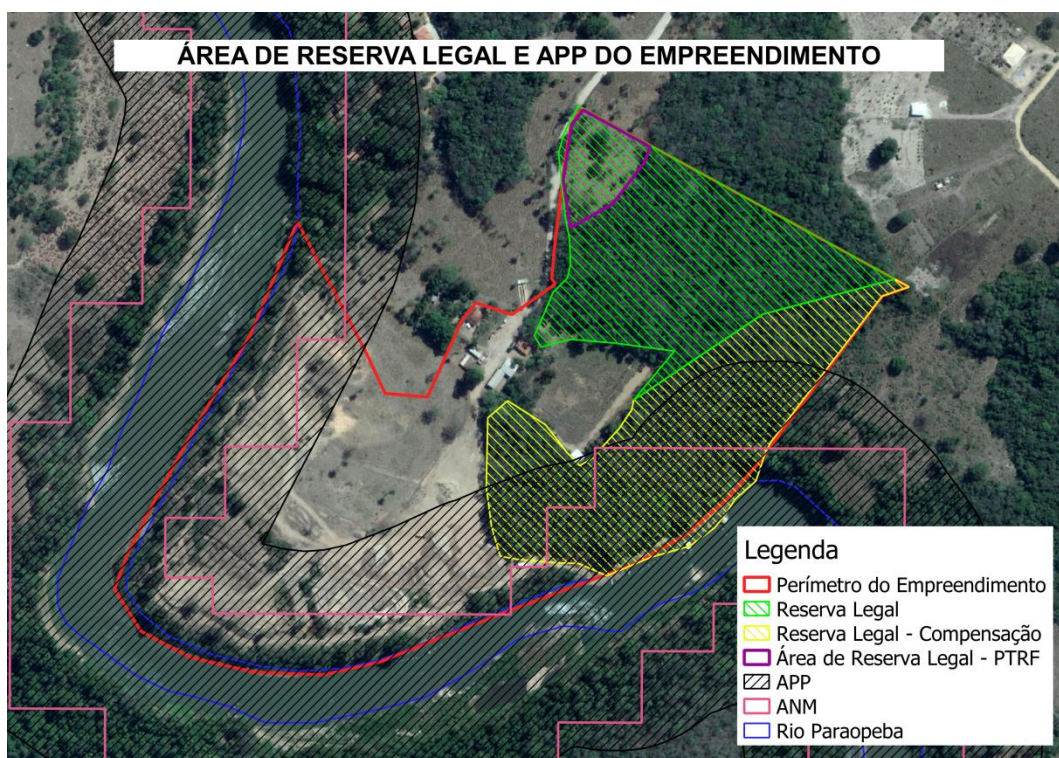 ÁREA DE RESERVA LEGAL E APP DO EMPREENDIMENTO
Legenda
Perímetro do Empreendimento
Reserva Legal
Reserva Legal - Compensação
Área de Reserva Legal - PTRF
APP
ANM
Rio Paraopeba